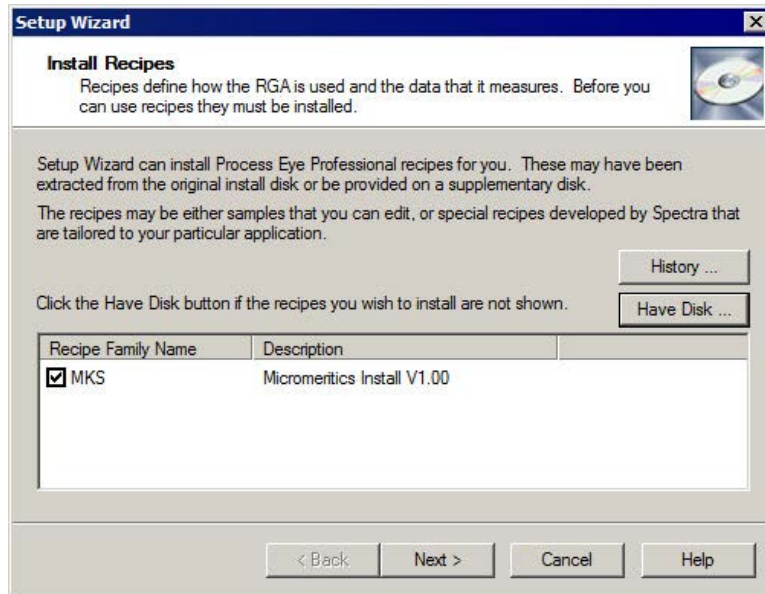 Setup Wizard
Install Recipes
Recipes define how the RGA is used and the data that it measures. Before you
can use recipes they must be installed.
Setup Wizard can install Process Eye Professional recipes for you. These may have been
extracted from the original install disk or be provided on a supplementary disk.
The recipes may be either samples that you can edit, or special recipes developed by Spectra that
are tailored to your particular application.
History ...
Click the Have Disk button if the recipes you wish to install are not shown.
Have Disk ...
Recipe Family Name Description
MKS Micromeritics Install V1.00
< Back Next > Cancel Help